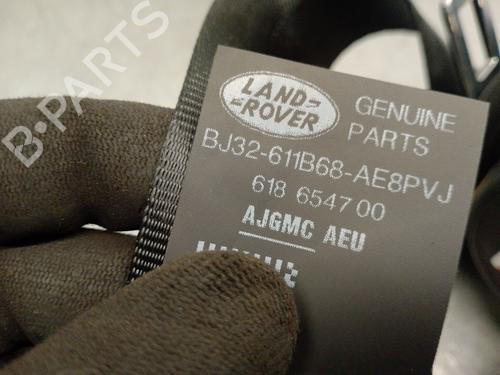 B-PARTS
LAND
ROVER
GENUINE
PARTS
BJ32-611B68-AE8PVJ
618 6547 00
AJGMC AEU